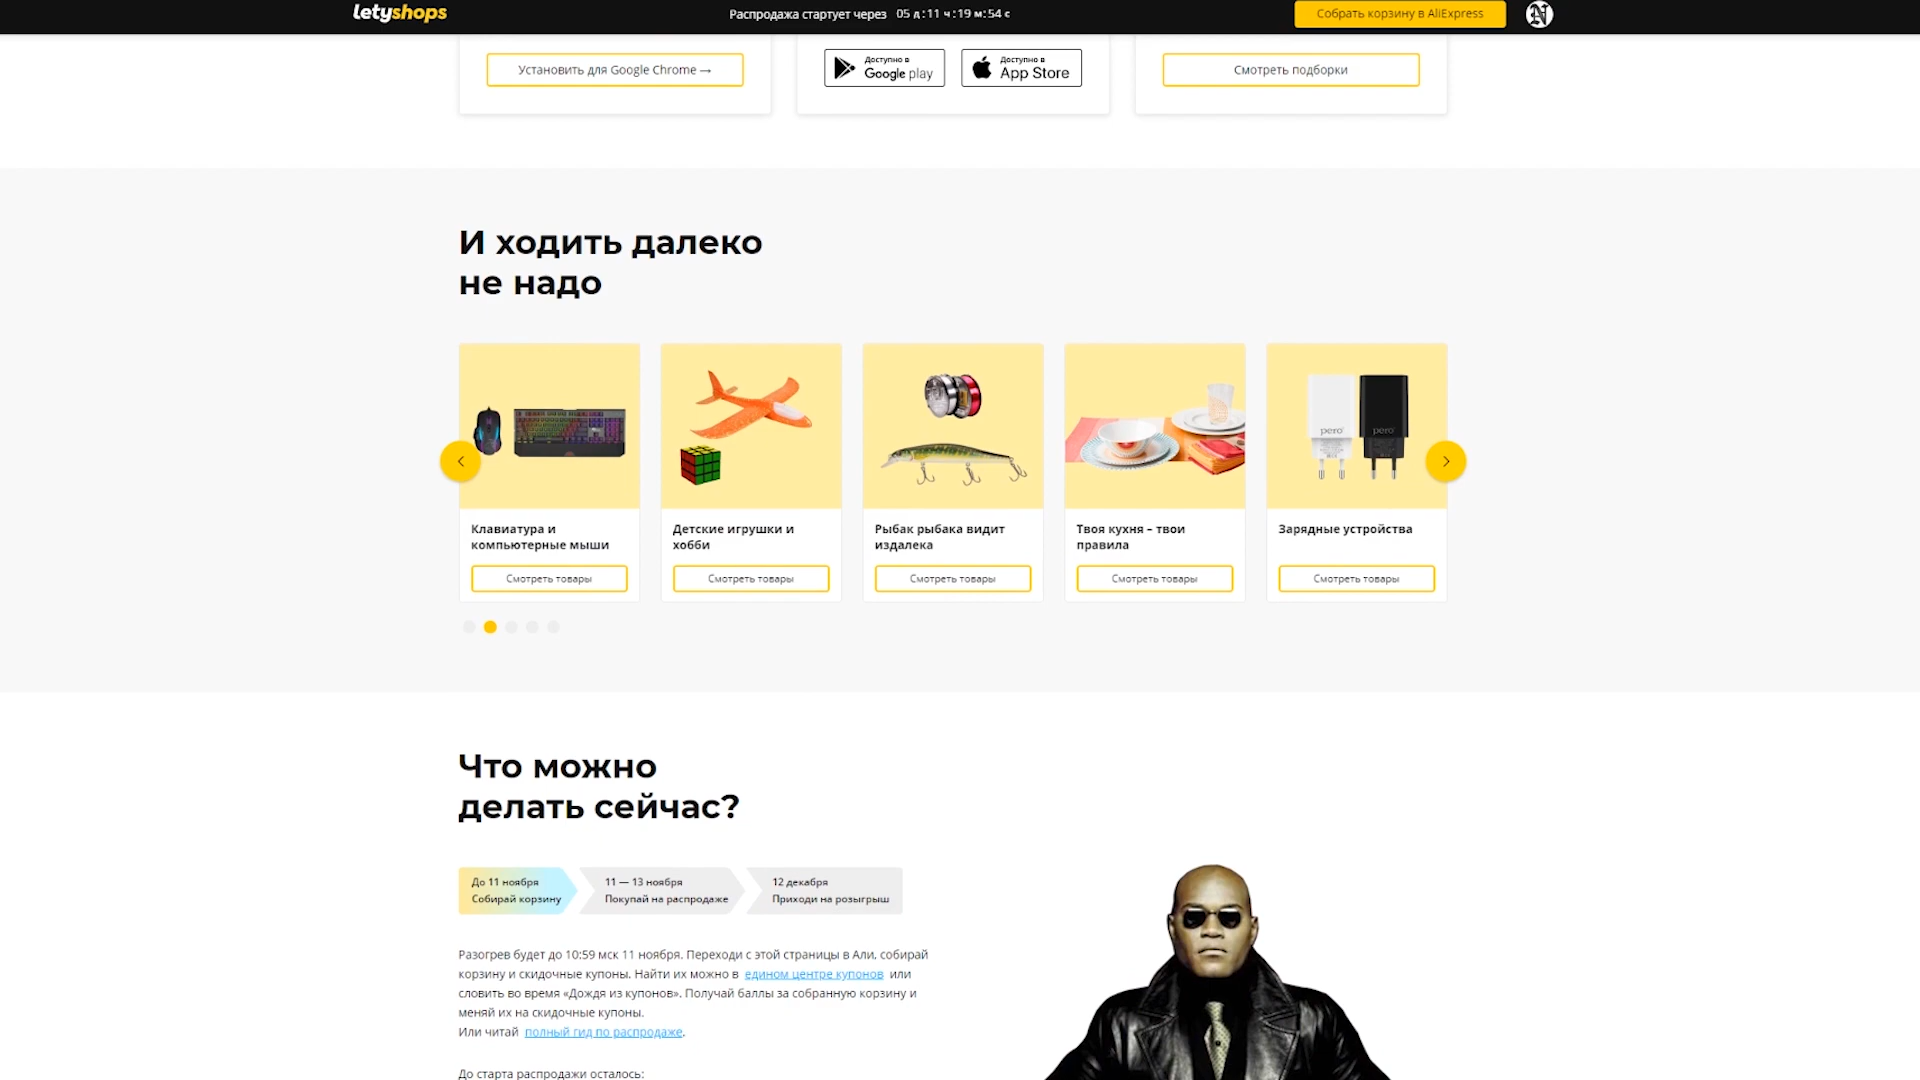 letyshops
Распродажа стартует через 05 д : 11 ч : 19 м : 54 с
Собрать корзину в AliExpress
Установить для Google Chrome →
Доступно в
Google play
Доступно в
App Store
Смотреть подборки
И ходить далеко
не надо
pero
pero
Клавиатура и
компьютерные мыши
Смотреть товары
Детские игрушки и
хобби
Смотреть товары
Рыбак рыбака видит
издалека
Смотреть товары
Твоя кухня – твои
правила
Смотреть товары
Зарядные устройства
Смотреть товары
Что можно
делать сейчас?
До 11 ноября
Собирай корзину
11 — 13 ноября
Покупай на распродаже
12 декабря
Приходи на розыгрыш
Разогрев будет до 10:59 мск 11 ноября. Переходи с этой страницы в Али, собирай
корзину и скидочные купоны. Найти их можно в едином центре купонов или
словить во время «Дождя из купонов». Получай баллы за собранную корзину и
меняй их на скидочные купоны.
Или читай полный гид по распродаже.
До старта распродажи осталось: